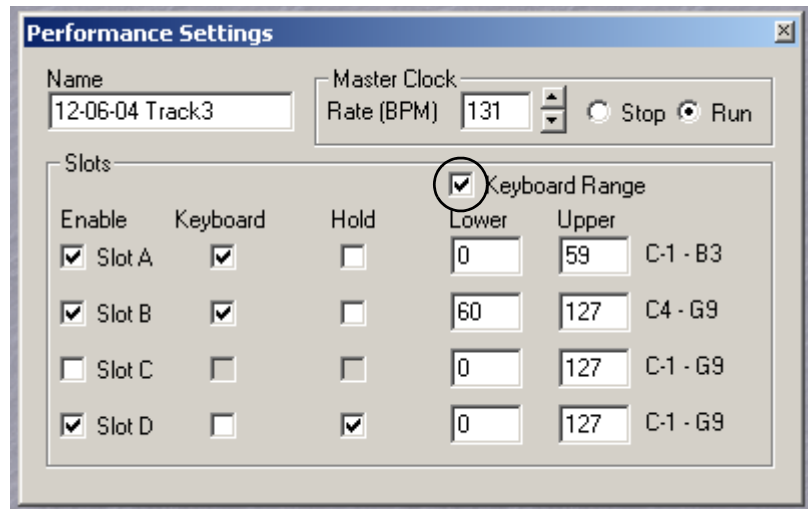 Performance Settings
Name
Master Clock
12-06-04 Track3
Rate (BPM) 131 Stop Run
Slots
Keyboard Range
Enable Keyboard Hold Lower Upper
Slot A 0 59 C-1 - B3
Slot B 60 127 C4 - G9
Slot C 0 127 C-1 - G9
Slot D 0 127 C-1 - G9